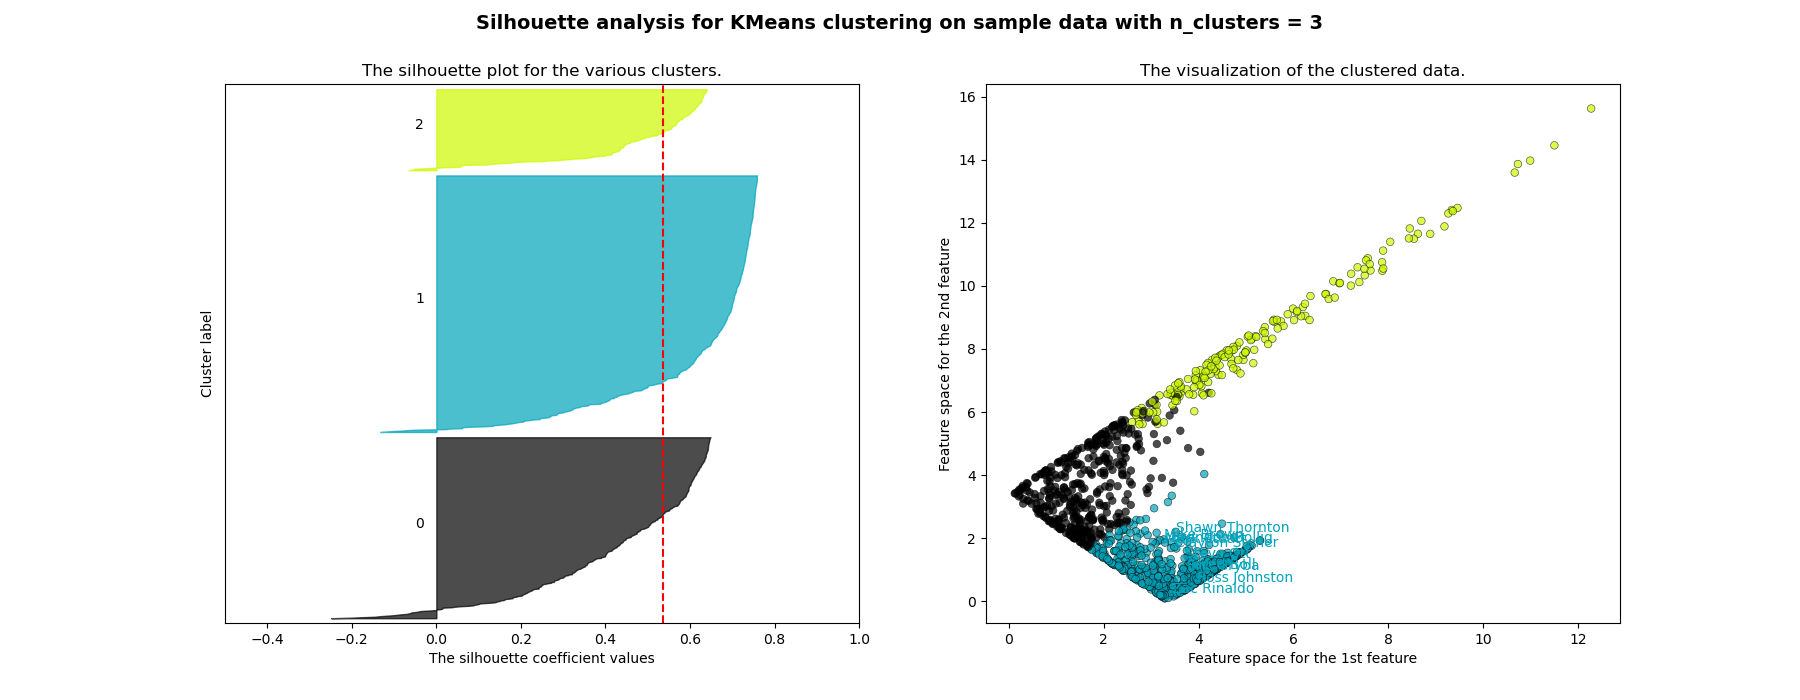 Silhouette analysis for KMeans clustering on sample data with n_clusters = 3
The silhouette plot for the various clusters.
Cluster label
2
1
0
−0.4
−0.2
0.0
0.2
0.4
0.6
0.8
1.0
The silhouette coefficient values
The visualization of the clustered data.
Feature space for the 2nd feature
16
14
12
10
8
6
4
2
0
Shawn Thornton
Johnston
Rinaldo
0
2
4
6
8
10
12
Feature space for the 1st feature